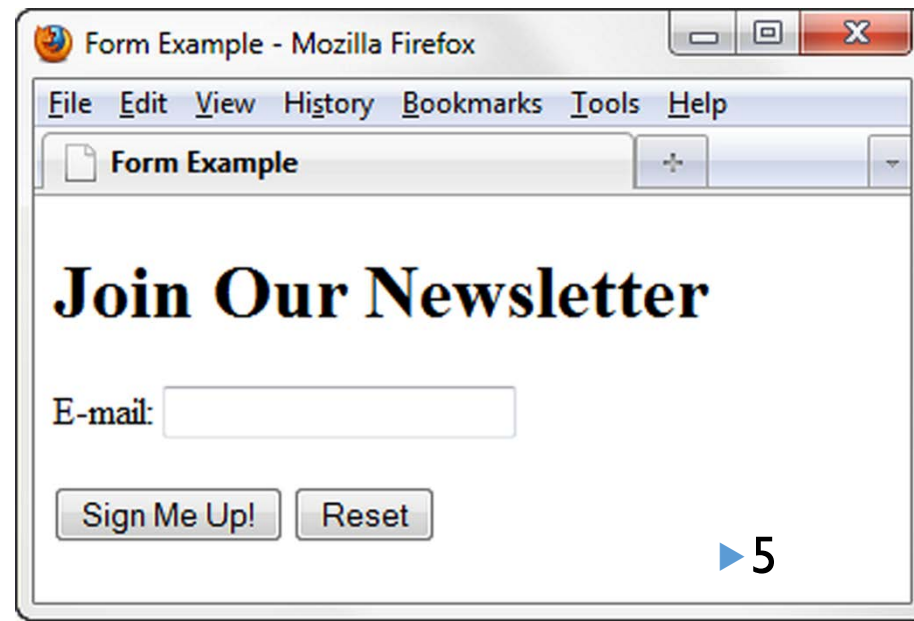 Form Example - Mozilla Firefox
File Edit View History Bookmarks Tools Help
Form Example
Join Our Newsletter
E-mail:
Sign Me Up! Reset
5